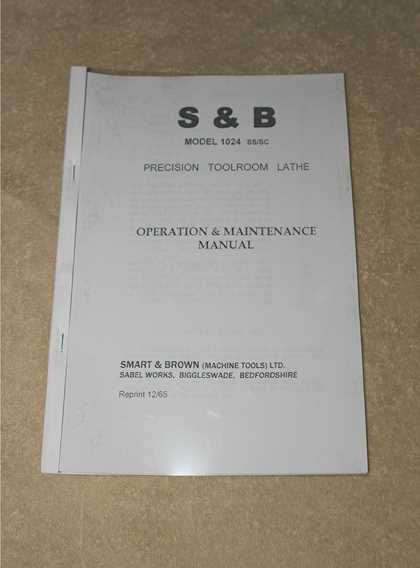 S & B
MODEL 1024 SS/SC
PRECISION TOOLROOM LATHE
OPERATION & MAINTENANCE
MANUAL
SMART & BROWN (MACHINE TOOLS) LTD.
SABEL WORKS, BIGGLESWADE, BEDFORDSHIRE
Reprint 12/65